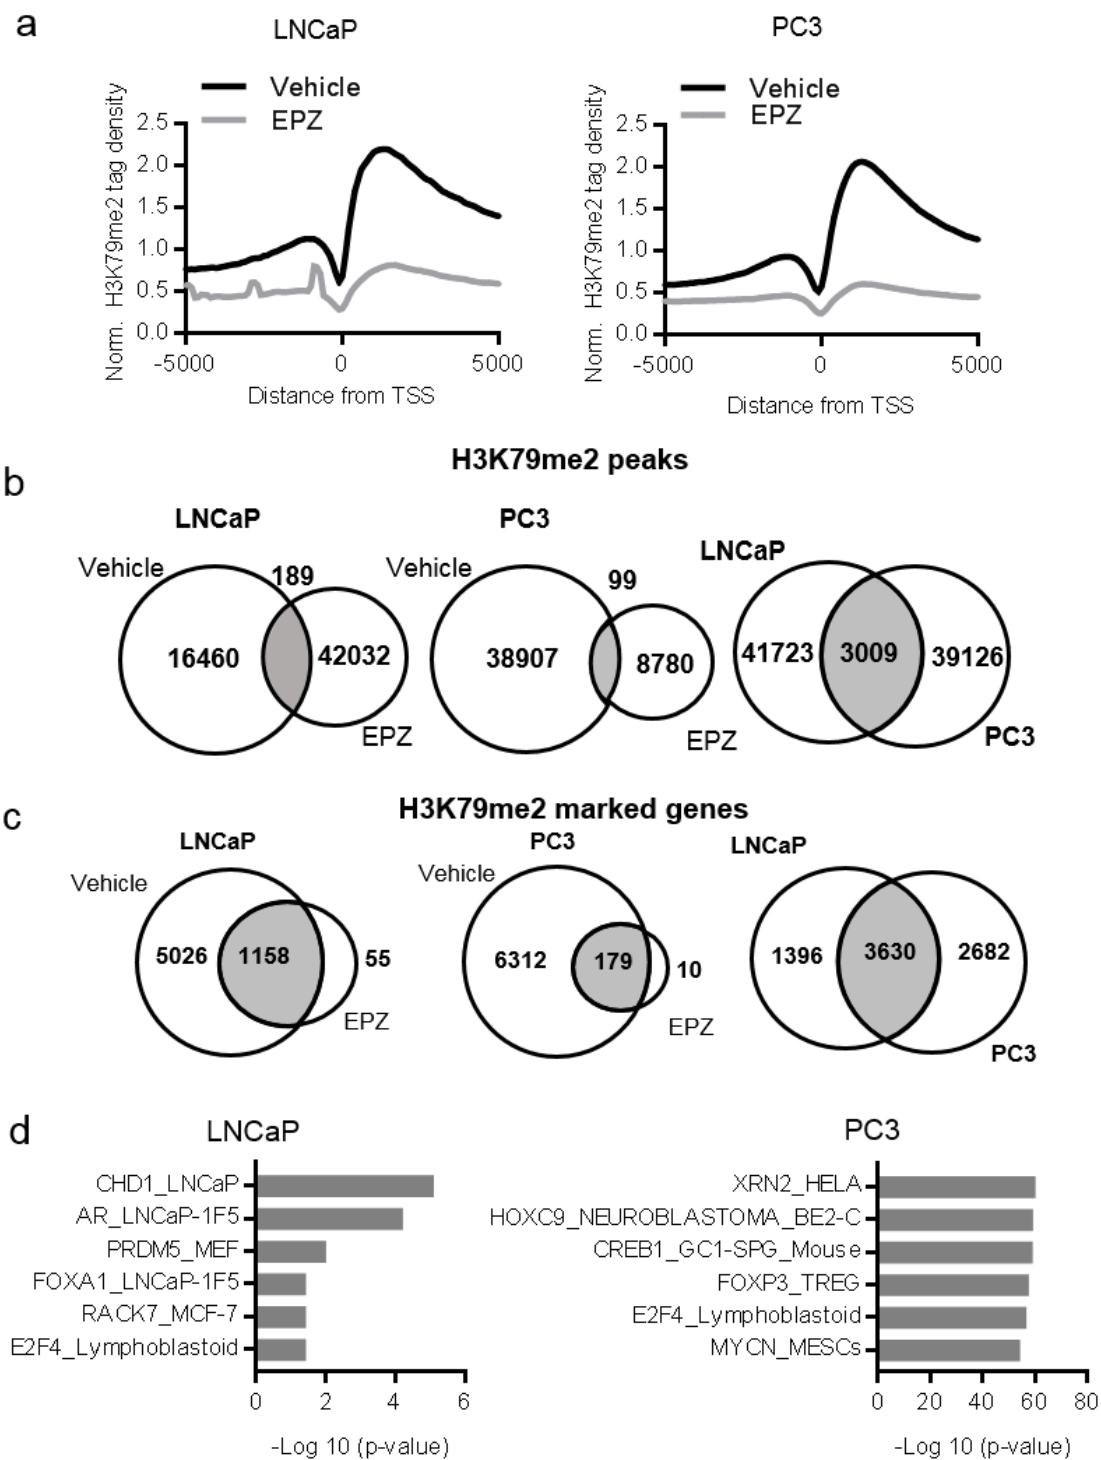 a
LNCaP
PC3
Vehicle
EPZ
Vehicle
EPZ
Norm. H3K79me2 tag density
2.5
2.0
1.5
1.0
0.5
0.0
-5000
0
5000
Distance from TSS
Norm. H3K79me2 tag density
2.5
2.0
1.5
1.0
0.5
0.0
-5000
0
5000
Distance from TSS
H3K79me2 peaks
b
LNCaP
PC3
LNCaP
Vehicle
189
16460
42032
EPZ
Vehicle
99
38907
8780
EPZ
41723
3009
39126
PC3
H3K79me2 marked genes
c
LNCaP
PC3
LNCaP
Vehicle
5026
1158
55
EPZ
Vehicle
6312
179
10
EPZ
1396
3630
2682
PC3
d
LNCaP
CHD1_LNCaP
AR_LNCaP-1F5
PRDM5_MEF
FOXA1_LNCaP-1F5
RACK7_MCF-7
E2F4_Lymphoblastoid
0 2 4 6
-Log 10 (p-value)
PC3
XRN2_HELA
HOXC9_NEUROBLASTOMA_BE2-C
CREB1_GC1-SPG_Mouse
FOXP3_TREG
E2F4_Lymphoblastoid
MYCN_MESCs
0 20 40 60 80
-Log 10 (p-value)